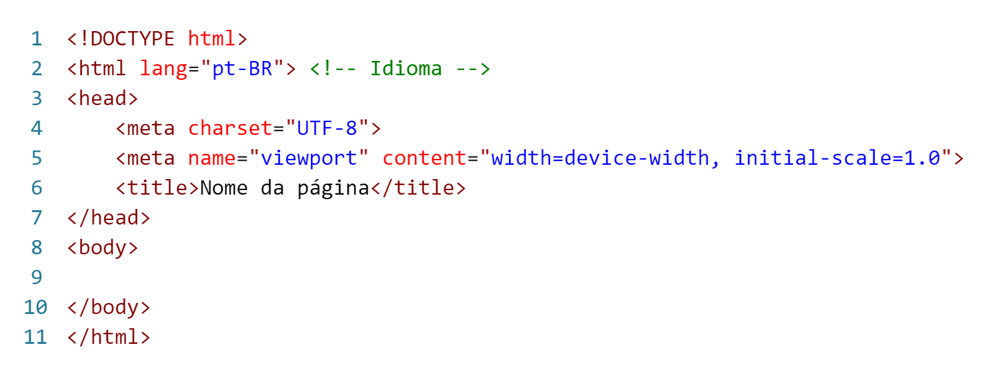 1 <!DOCTYPE html>
2 <html lang="pt-BR"> <!-- Idioma -->
3 <head>
4     <meta charset="UTF-8">
5     <meta name="viewport" content="width=device-width, initial-scale=1.0">
6     <title>Nome da página</title>
7 </head>
8 <body>
9
10 </body>
11 </html>